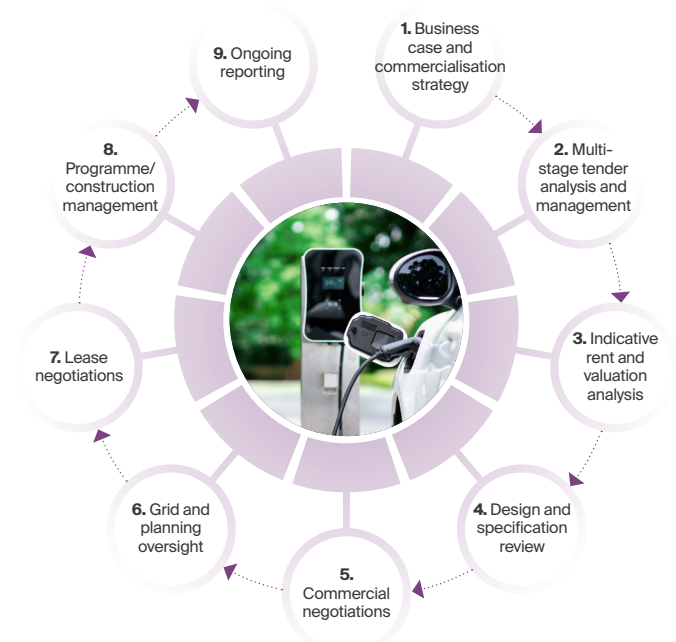 1. Business
case and
commercialisation
strategy
2. Multi-
stage tender
analysis and
management
3. Indicative
rent and
valuation
analysis
4. Design and
specification
review
5.
Commercial
negotiations
6. Grid and
planning
oversight
7. Lease
negotiations
8.
Programme/
construction
management
9. Ongoing
reporting